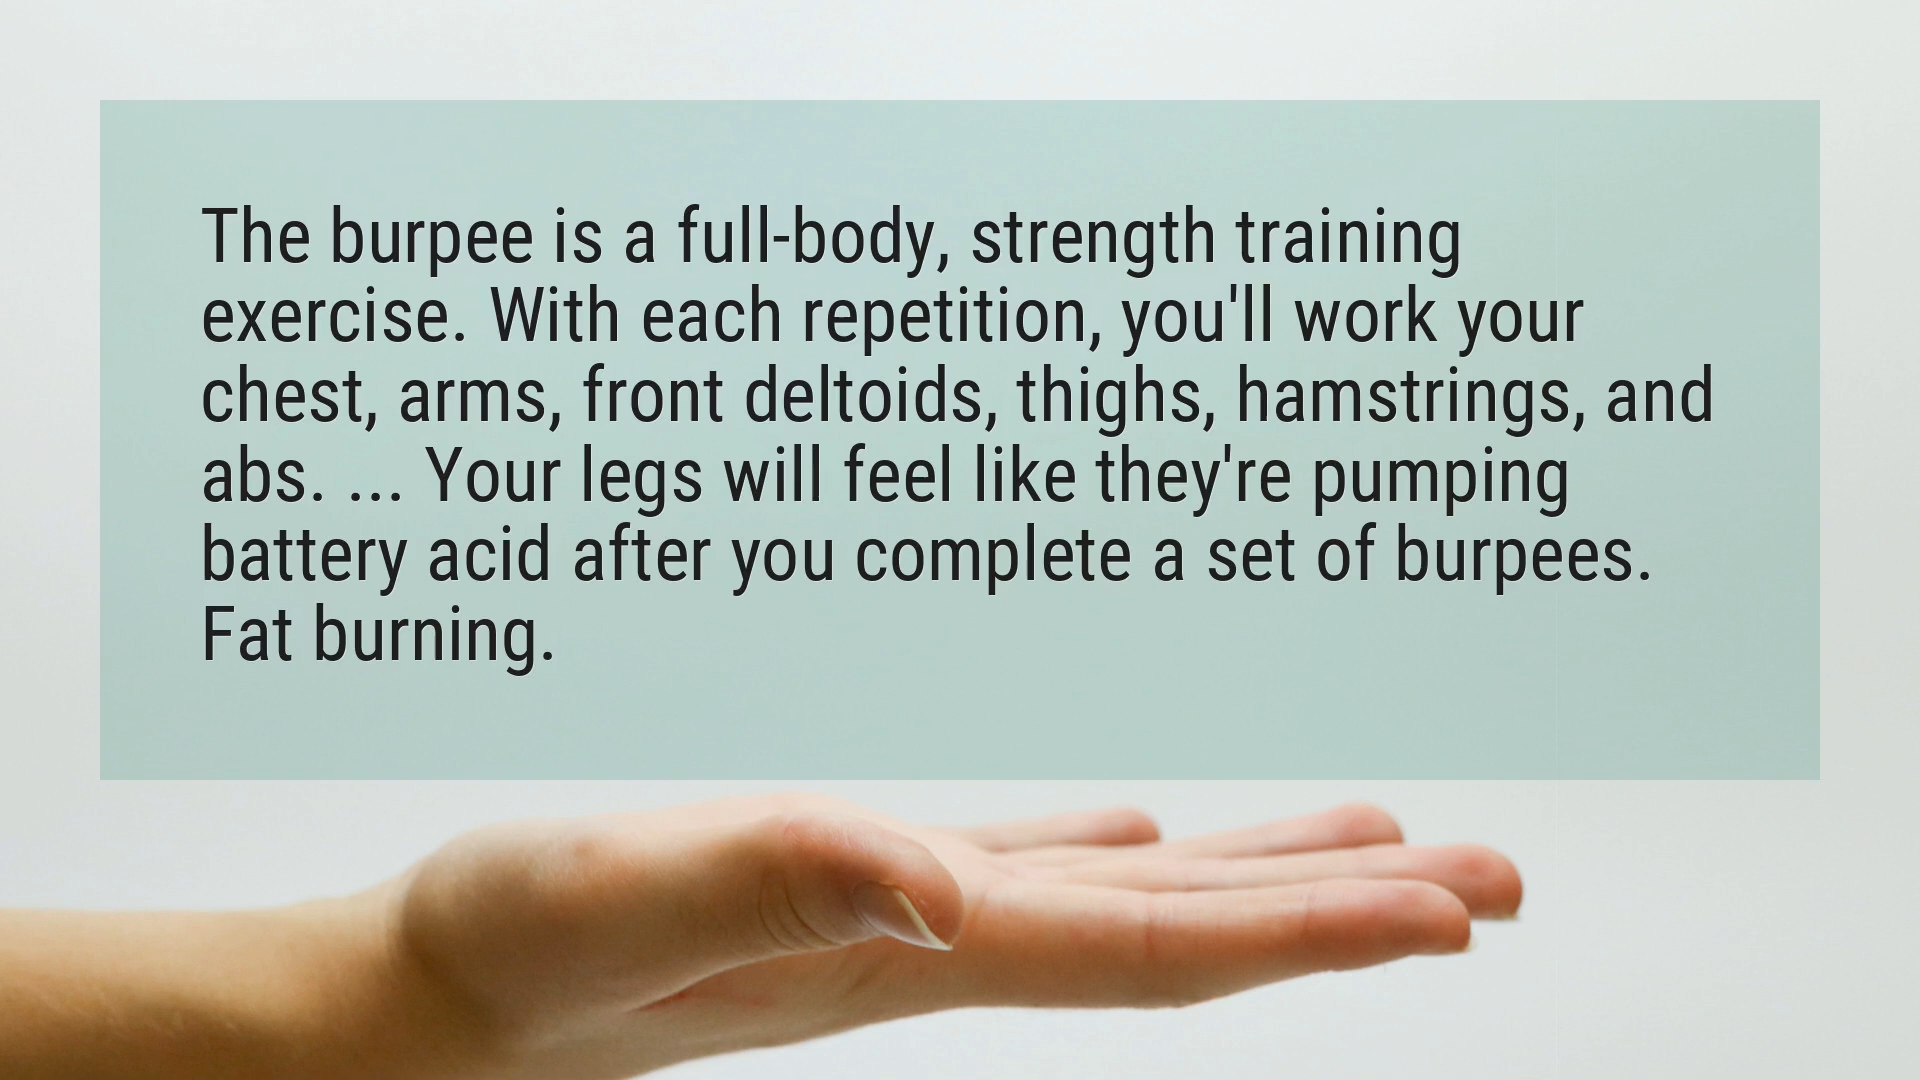 The burpee is a full-body, strength training
exercise. With each repetition, you'll work your
chest, arms, front deltoids, thighs, hamstrings, and
abs. ... Your legs will feel like they're pumping
battery acid after you complete a set of burpees.
Fat burning.